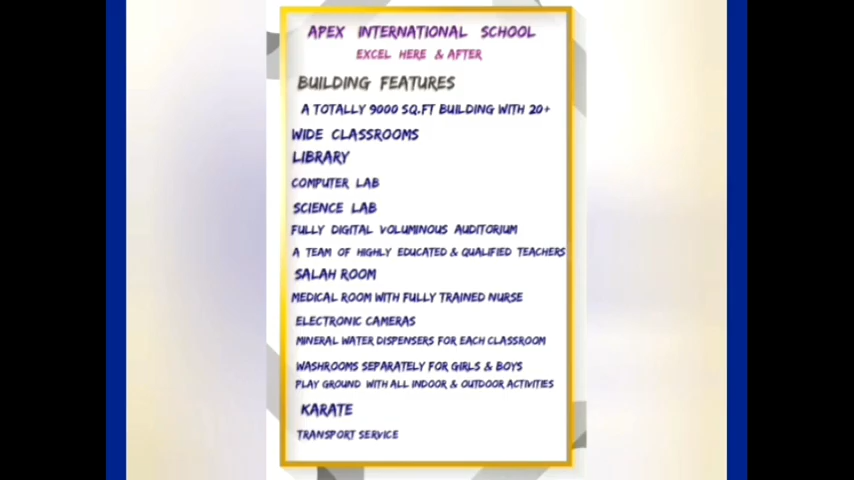 APEX INTERNATIONAL SCHOOL
EXCEL HERE & AFTER
BUILDING FEATURES
A TOTALLY 9000 SQ.FT BUILDING WITH 20+
WIDE CLASSROOMS
LIBRARY
COMPUTER LAB
SCIENCE LAB
FULLY DIGITAL VOLUMINOUS AUDITORIUM
A TEAM OF HIGHLY EDUCATED & QUALIFIED TEACHERS
SALAH ROOM
MEDICAL ROOM WITH FULLY TRAINED NURSE
ELECTRONIC CAMERAS
MINERAL WATER DISPENSERS FOR EACH CLASSROOM
WASHROOMS SEPARATELY FOR GIRLS & BOYS
PLAY GROUND WITH ALL INDOOR & OUTDOOR ACTIVITIES
KARATE
TRANSPORT SERVICE